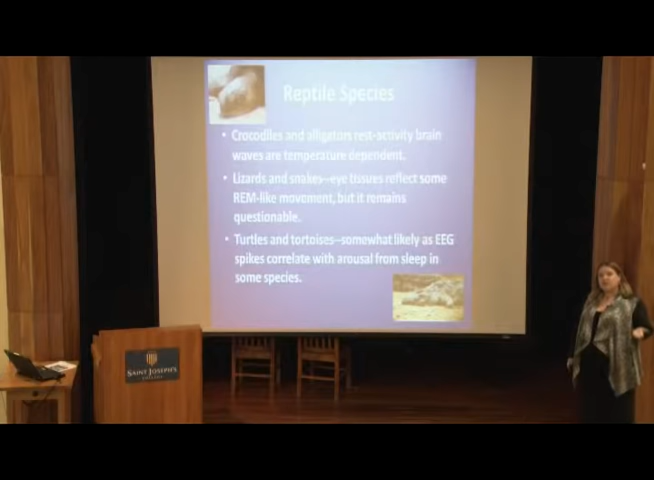 Reptile Species
• Crocodiles and alligators rest-activity brain
waves are temperature dependent.
• Lizards and snakes–eye tissues reflect some
REM-like movement, but it remains
questionable.
• Turtles and tortoises–somewhat likely as EEG
spikes correlate with arousal from sleep in
some species.
SAINT JOSEPH'S